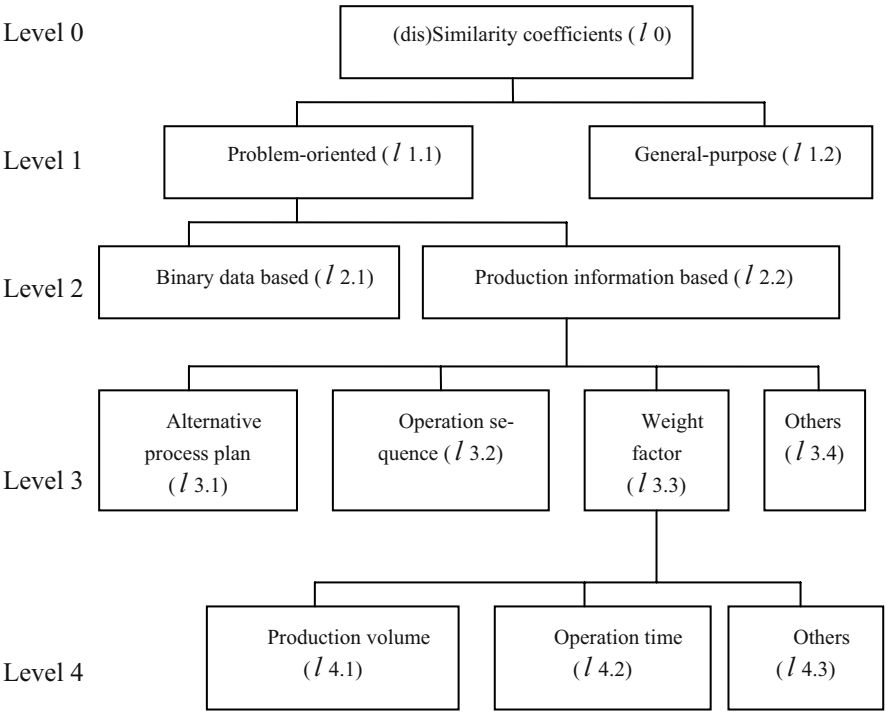 Level 0
(dis)Similarity coefficients ( l 0)
Level 1
Problem-oriented ( l 1.1)
General-purpose ( l 1.2)
Level 2
Binary data based ( l 2.1)
Production information based ( l 2.2)
Level 3
Alternative
process plan
( l 3.1)
Operation se-
quence ( l 3.2)
Weight
factor
( l 3.3)
Others
( l 3.4)
Level 4
Production volume
( l 4.1)
Operation time
( l 4.2)
Others
( l 4.3)